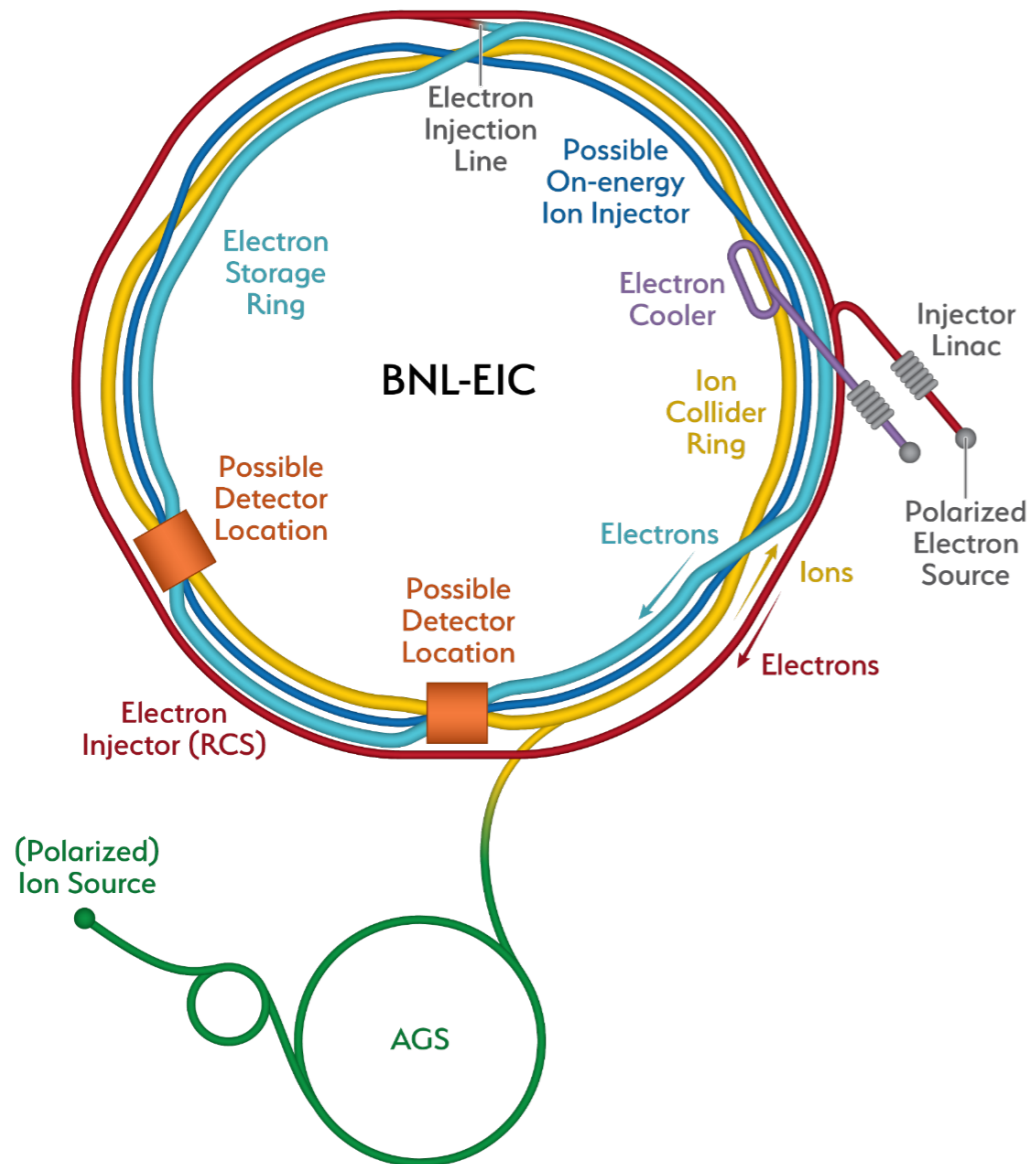 Electron
Injection
Line
Possible
On-energy
Ion Injector
Electron
Storage
Ring
Electron
Cooler
Injector
Linac
BNL-EIC
Ion
Collider
Ring
Possible
Detector
Location
Polarized
Electron
Source
Electrons
Ions
Possible
Detector
Location
Electrons
Electron
Injector (RCS)
(Polarized)
Ion Source
AGS